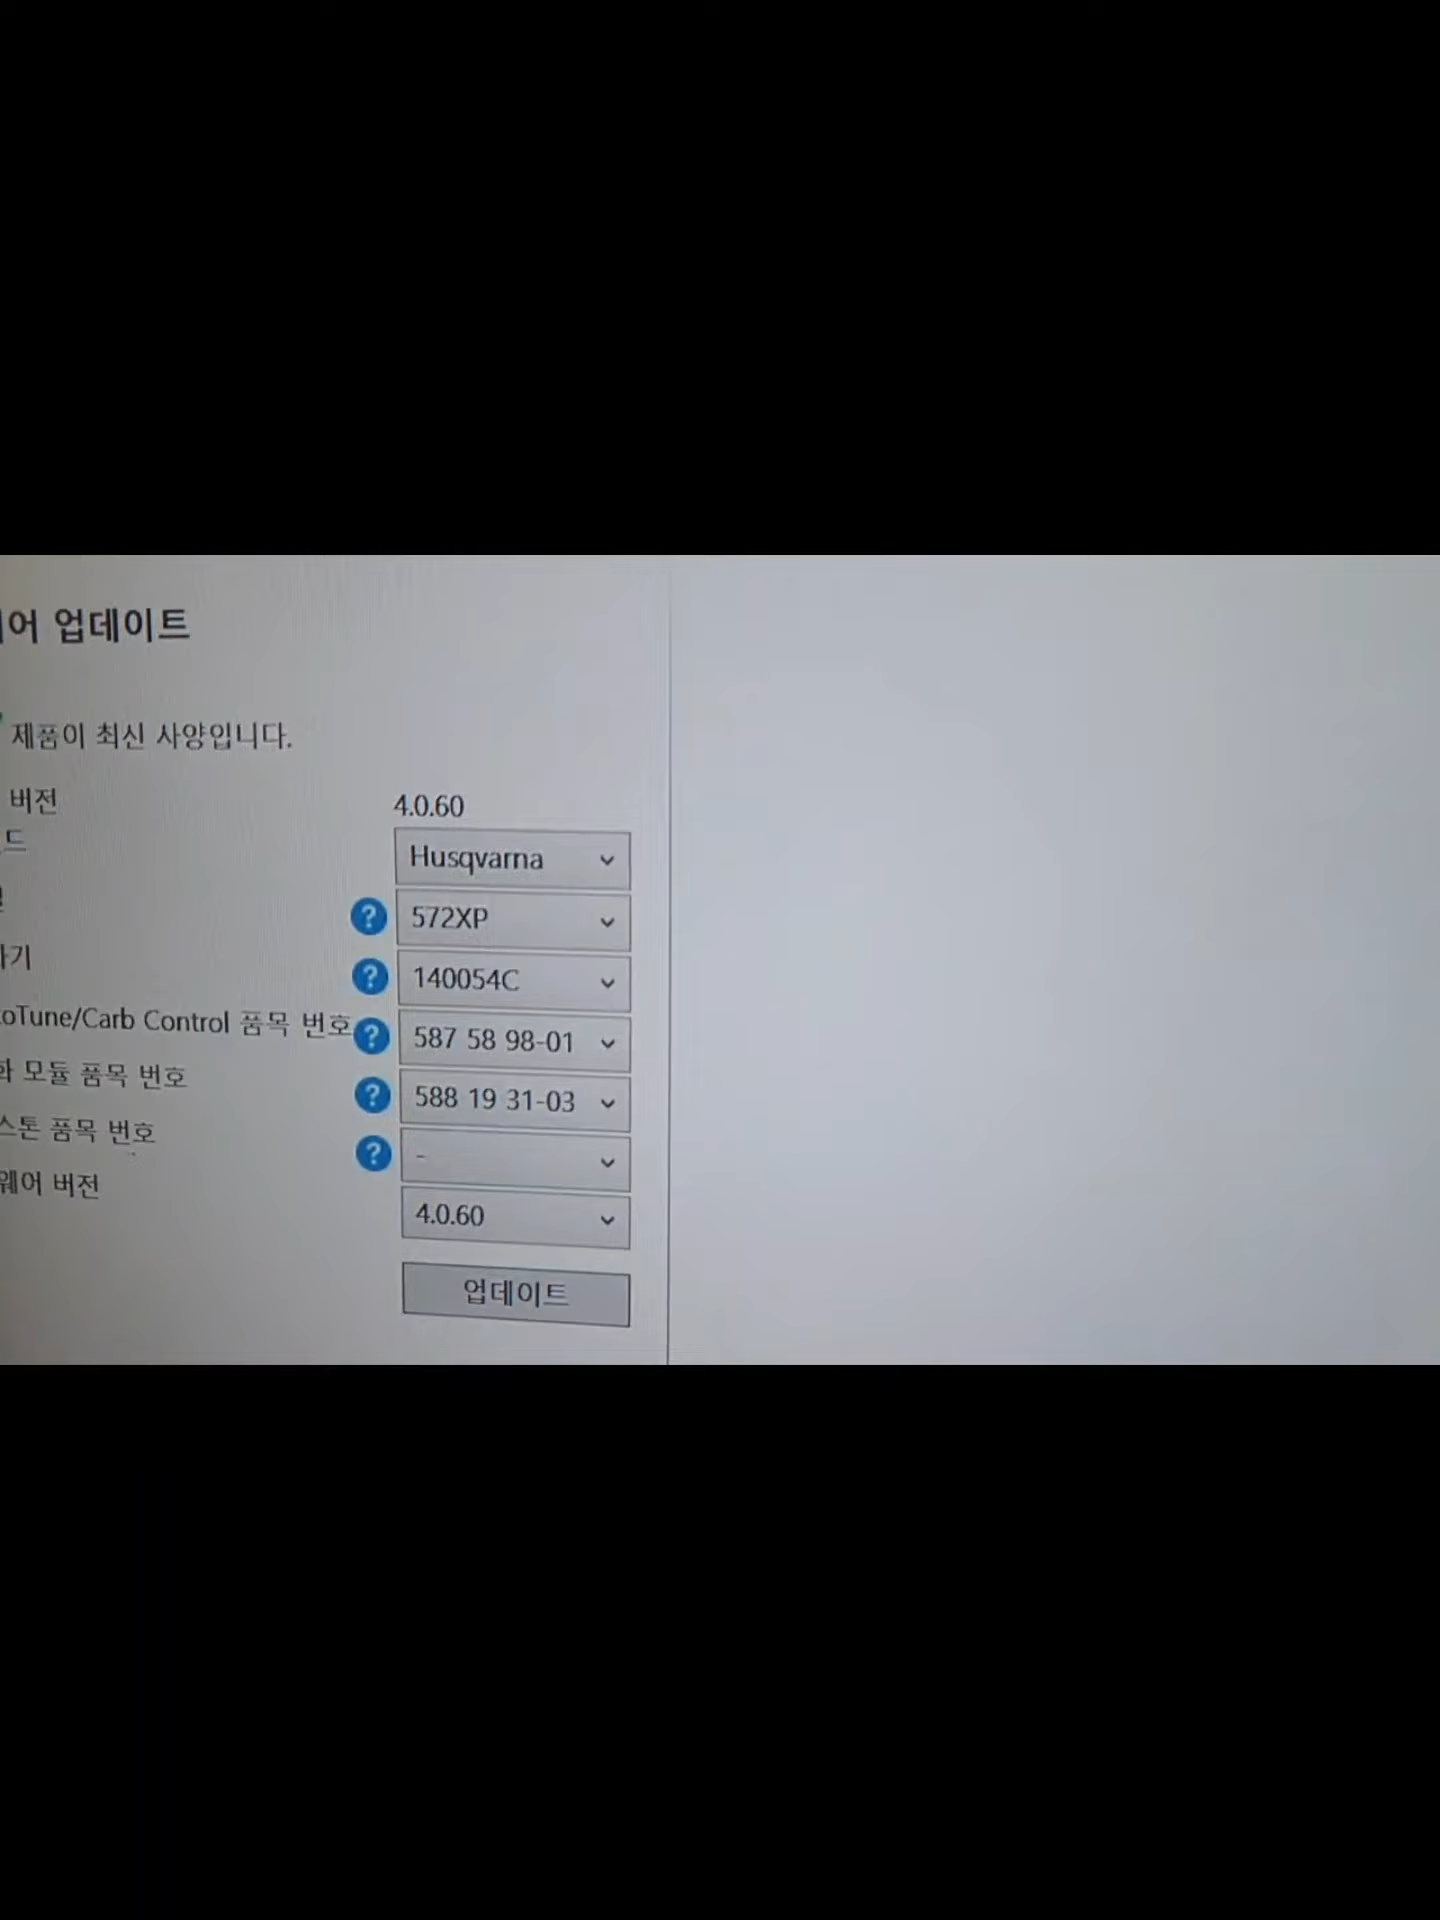 어 업데이트
제품이 최신 사양입니다.
버전 4.0.60
드 Husqvarna
? 572XP
기 ? 140054C
oTune/Carb Control 품목 번호 ? 587 58 98-01
화 모듈 품목 번호 ? 588 19 31-03
스톤 품목 번호 ? -
웨어 버전 4.0.60
업데이트